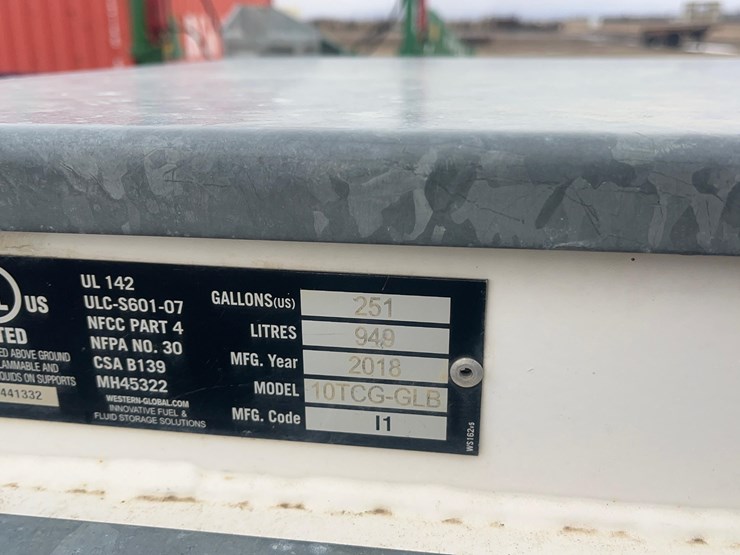 US
TED
ED ABOVE GROUND
LAMMABLE AND
QUIDS ON SUPPORTS
441332
UL 142
ULC-S601-07
NFCC PART 4
NFPA NO. 30
CSA B139
MH45322
WESTERN-GLOBAL.COM
INNOVATIVE FUEL &
FLUID STORAGE SOLUTIONS
GALLONS(US) 251
LITRES 949
MFG. Year 2018
MODEL 10TCG-GLB
MFG. Code I1